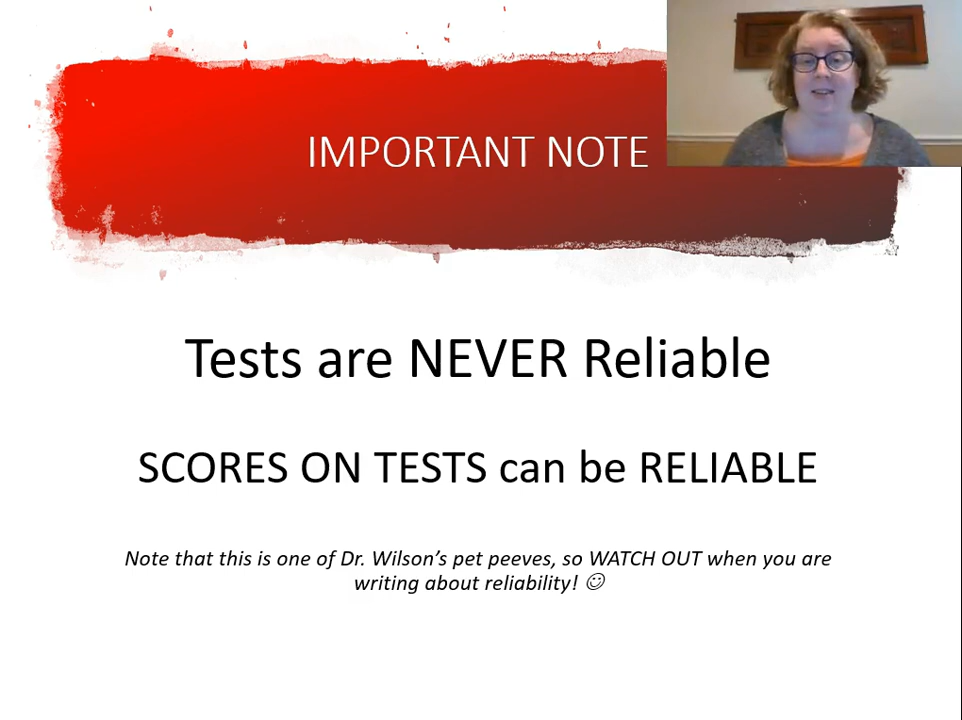 IMPORTANT NOTE
Tests are NEVER Reliable
SCORES ON TESTS can be RELIABLE
Note that this is one of Dr. Wilson’s pet peeves, so WATCH OUT when you are
writing about reliability! ☺